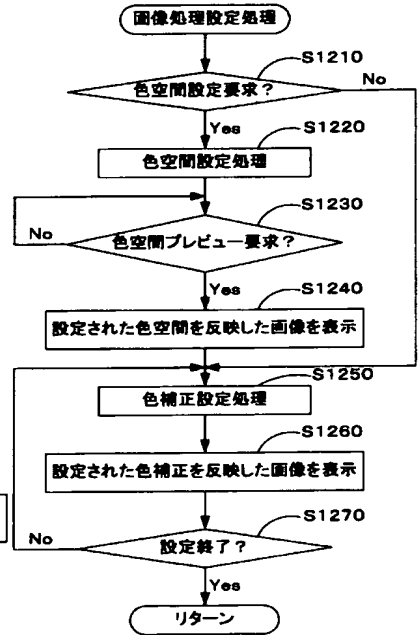 画像処理設定処理
S1210
色空間設定要求？
No
Yes
S1220
色空間設定処理
S1230
色空間プレビュー要求？
No
Yes
S1240
設定された色空間を反映した画像を表示
S1250
色補正設定処理
S1260
設定された色補正を反映した画像を表示
S1270
設定終了？
No
Yes
リターン